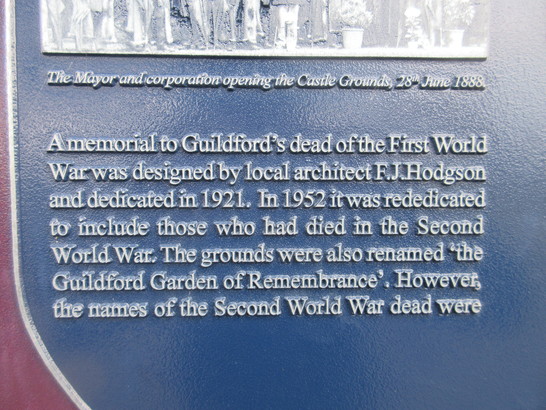 The Mayor and corporation opening the Castle Grounds, 28th June 1888.
A memorial to Guildford's dead of the First World
War was designed by local architect F.J.Hodgson
and dedicated in 1921. In 1952 it was rededicated
to include those who had died in the Second
World War. The grounds were also renamed 'the
Guildford Garden of Remembrance'. However,
the names of the Second World War dead were